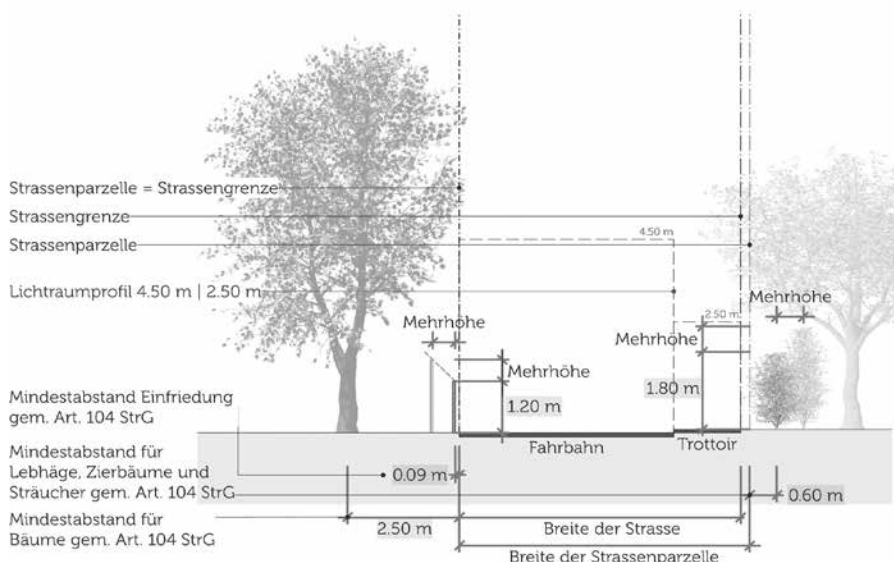 Strassenparzelle = Strassengrenze
Strassengrenze
4.50 m
Strassenparzelle
Lichtraumprofil 4.50 m | 2.50 m
Mehrhöhe
2.50 m
Mehrhöhe
Mehrhöhe
Mehrhöhe
1.80 m
1.20 m
Mindestabstand Einfriedung
gem. Art. 104 StrG
Fahrbahn
Trottoir
Mindestabstand für
Lebhäge, Zierbäume und
Sträucher gem. Art. 104 StrG
0.09 m
0.60 m
Mindestabstand für
Bäume gem. Art. 104 StrG
2.50 m
Breite der Strasse
Breite der Strassenparzelle